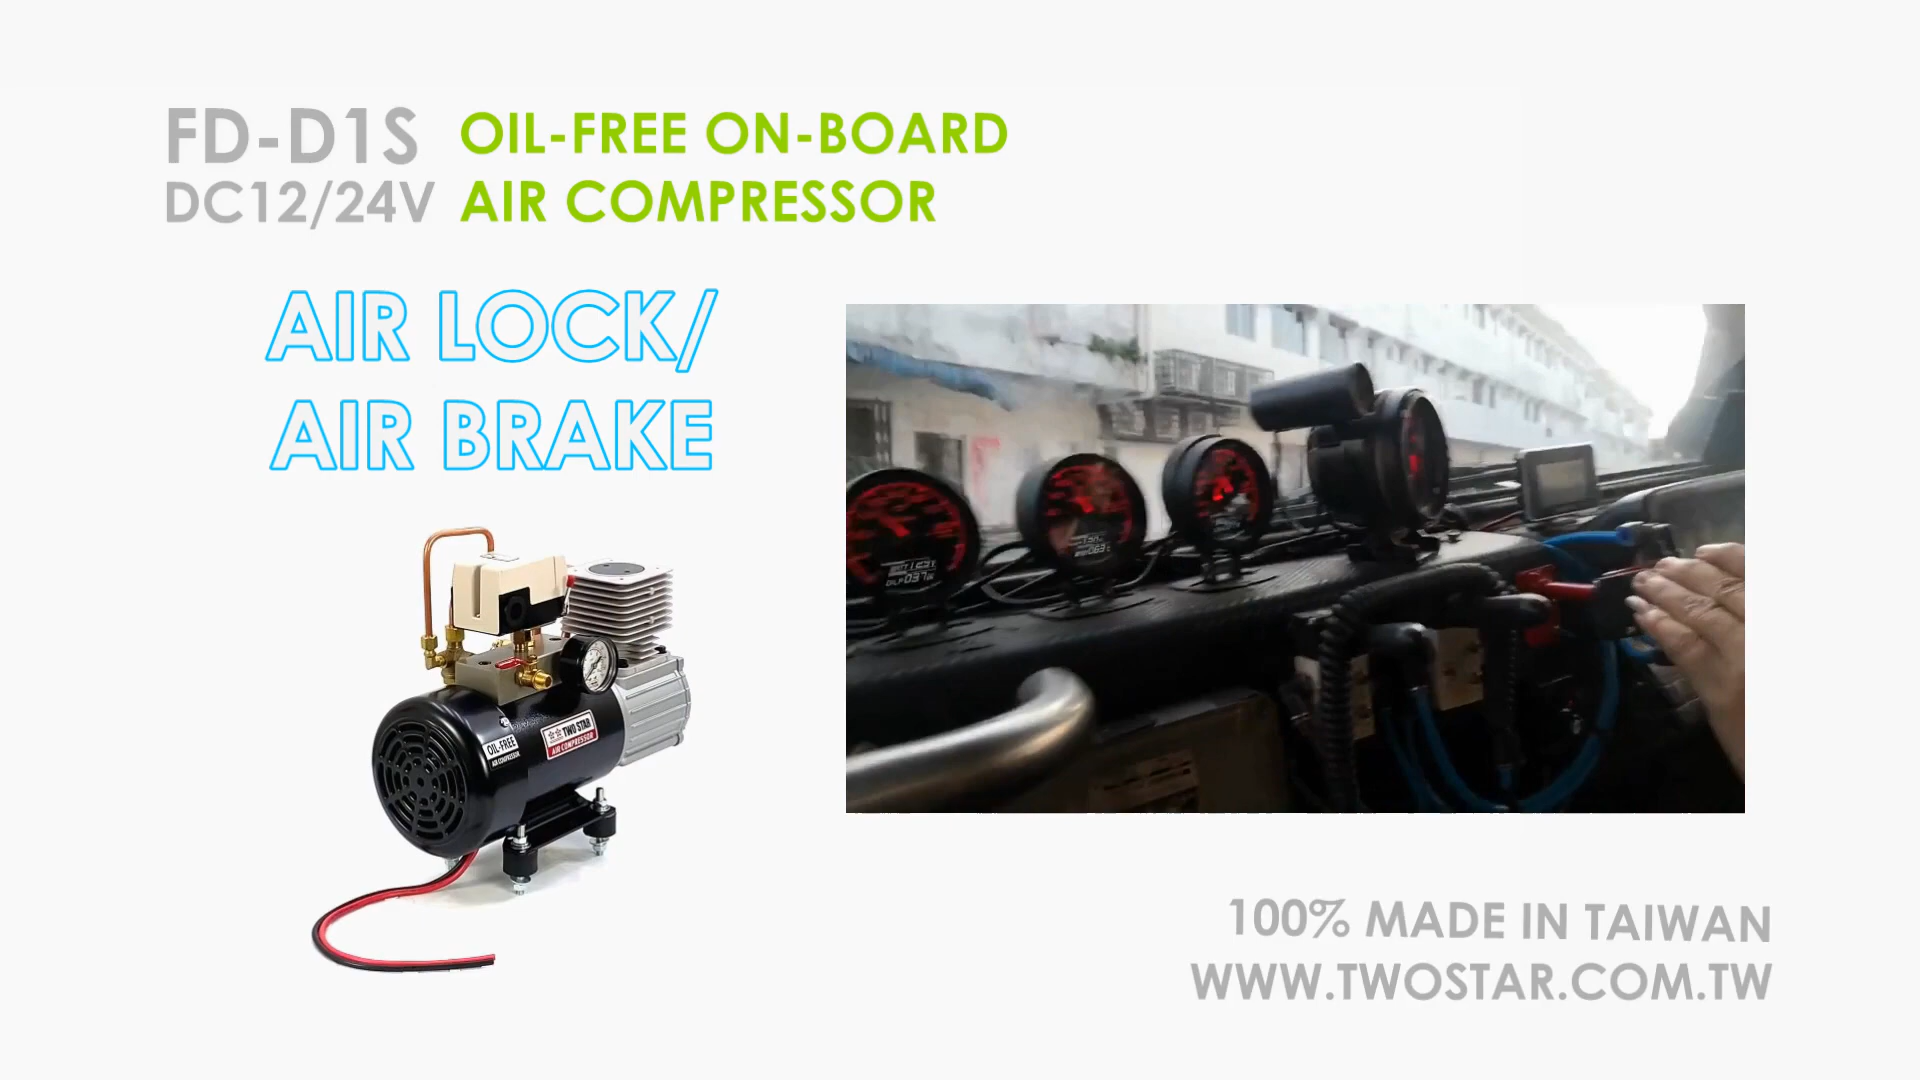 FD-D1S
DC12/24V
OIL-FREE ON-BOARD
AIR COMPRESSOR
AIR LOCK/
AIR BRAKE
OIL-FREE
AIR COMPRESSOR
TWO STAR
AIR COMPRESSOR
100% MADE IN TAIWAN
WWW.TWOSTAR.COM.TW